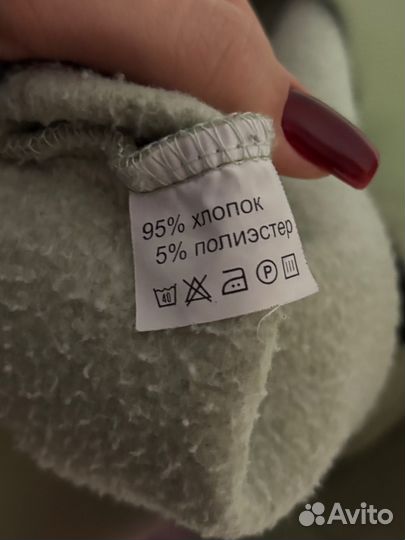 95% хлопок
5% полиэстер
40
P
Avito